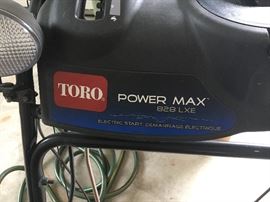 TORO
POWER MAX
828 LXE
ELECTRIC START. DÉMARRAGE ÉLECTRIQUE